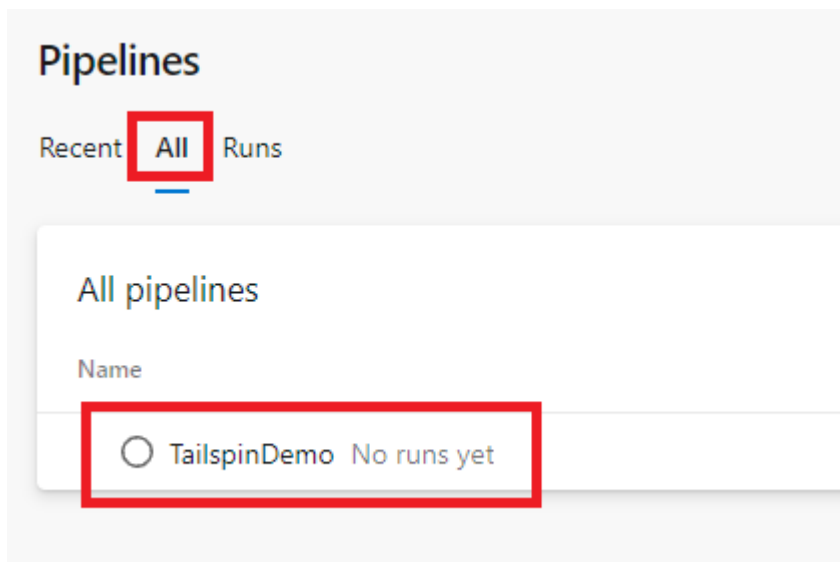 Pipelines
Recent All Runs
All pipelines
Name
TailspinDemo No runs yet